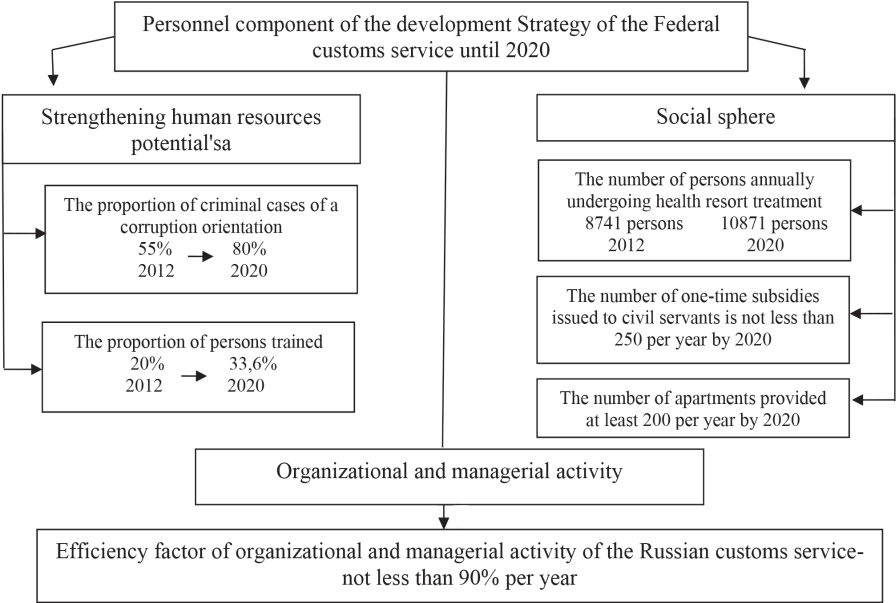 Personnel component of the development Strategy of the Federal
customs service until 2020
Strengthening human resources
potential'sa
The proportion of criminal cases of a
corruption orientation
55% 80%
2012 2020
The proportion of persons trained
20% 33,6%
2012 2020
Social sphere
The number of persons annually
undergoing health resort treatment
8741 persons 10871 persons
2012 2020
The number of one-time subsidies
issued to civil servants is not less than
250 per year by 2020
The number of apartments provided
at least 200 per year by 2020
Organizational and managerial activity
Efficiency factor of organizational and managerial activity of the Russian customs service-
not less than 90% per year